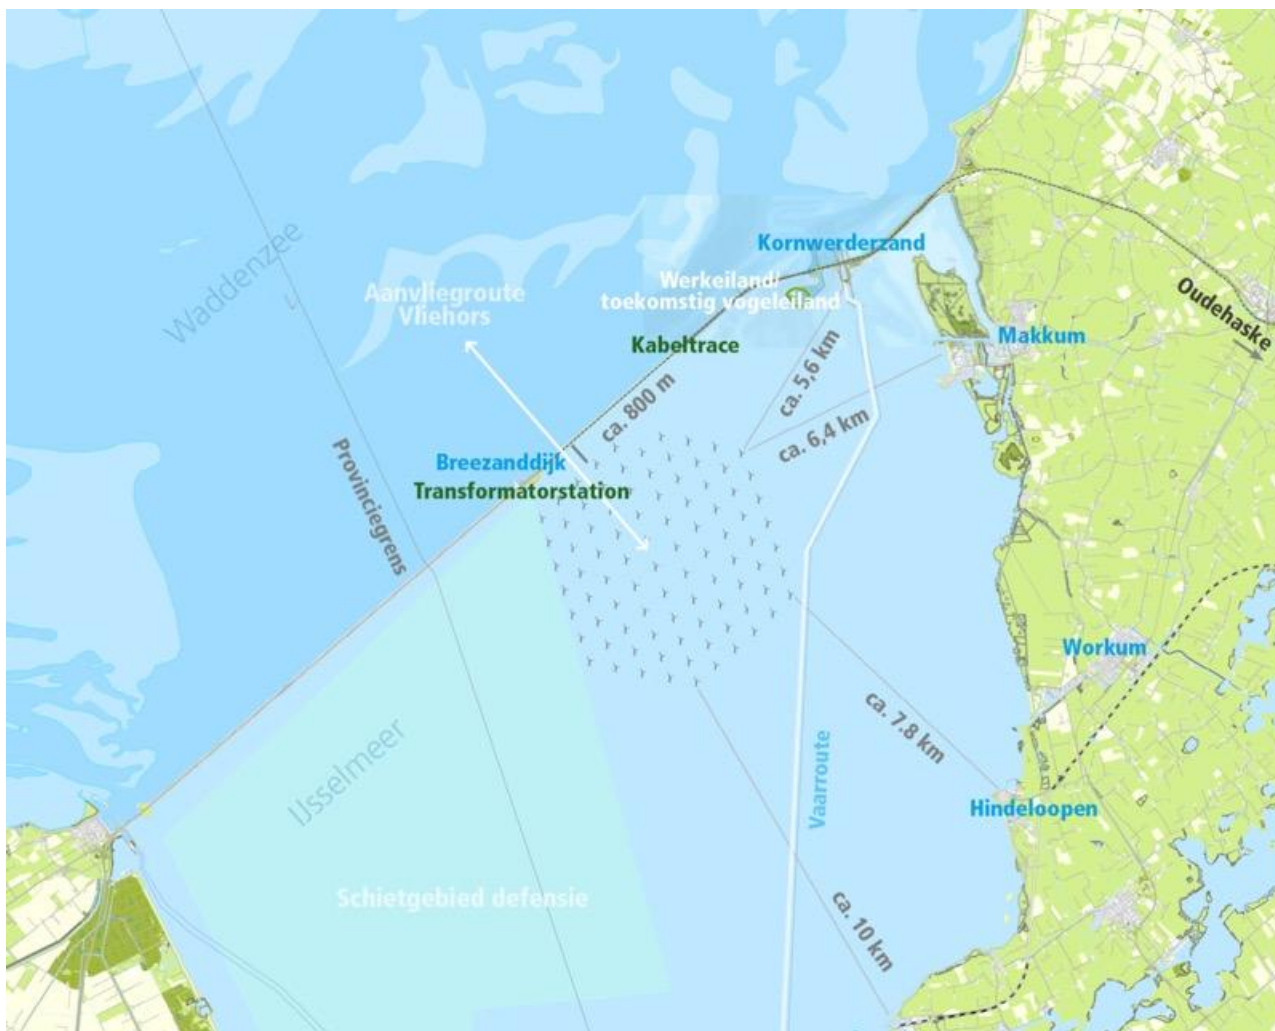 Waddenzee
Kornwerderzand
Werkeiland/
toekomstig vogeleiland
Aanvliegroute
Vliehors
Oudehaske
Makkum
Kabeltrace
ca. 5,6 km
ca. 800 m
ca. 6,4 km
Breezanddijk
Transformatorstation
Provinciegrens
Workum
ca. 7.8 km
IJsselmeer
Vaarroute
Hindeloopen
Schietgebied defensie
ca. 10 km